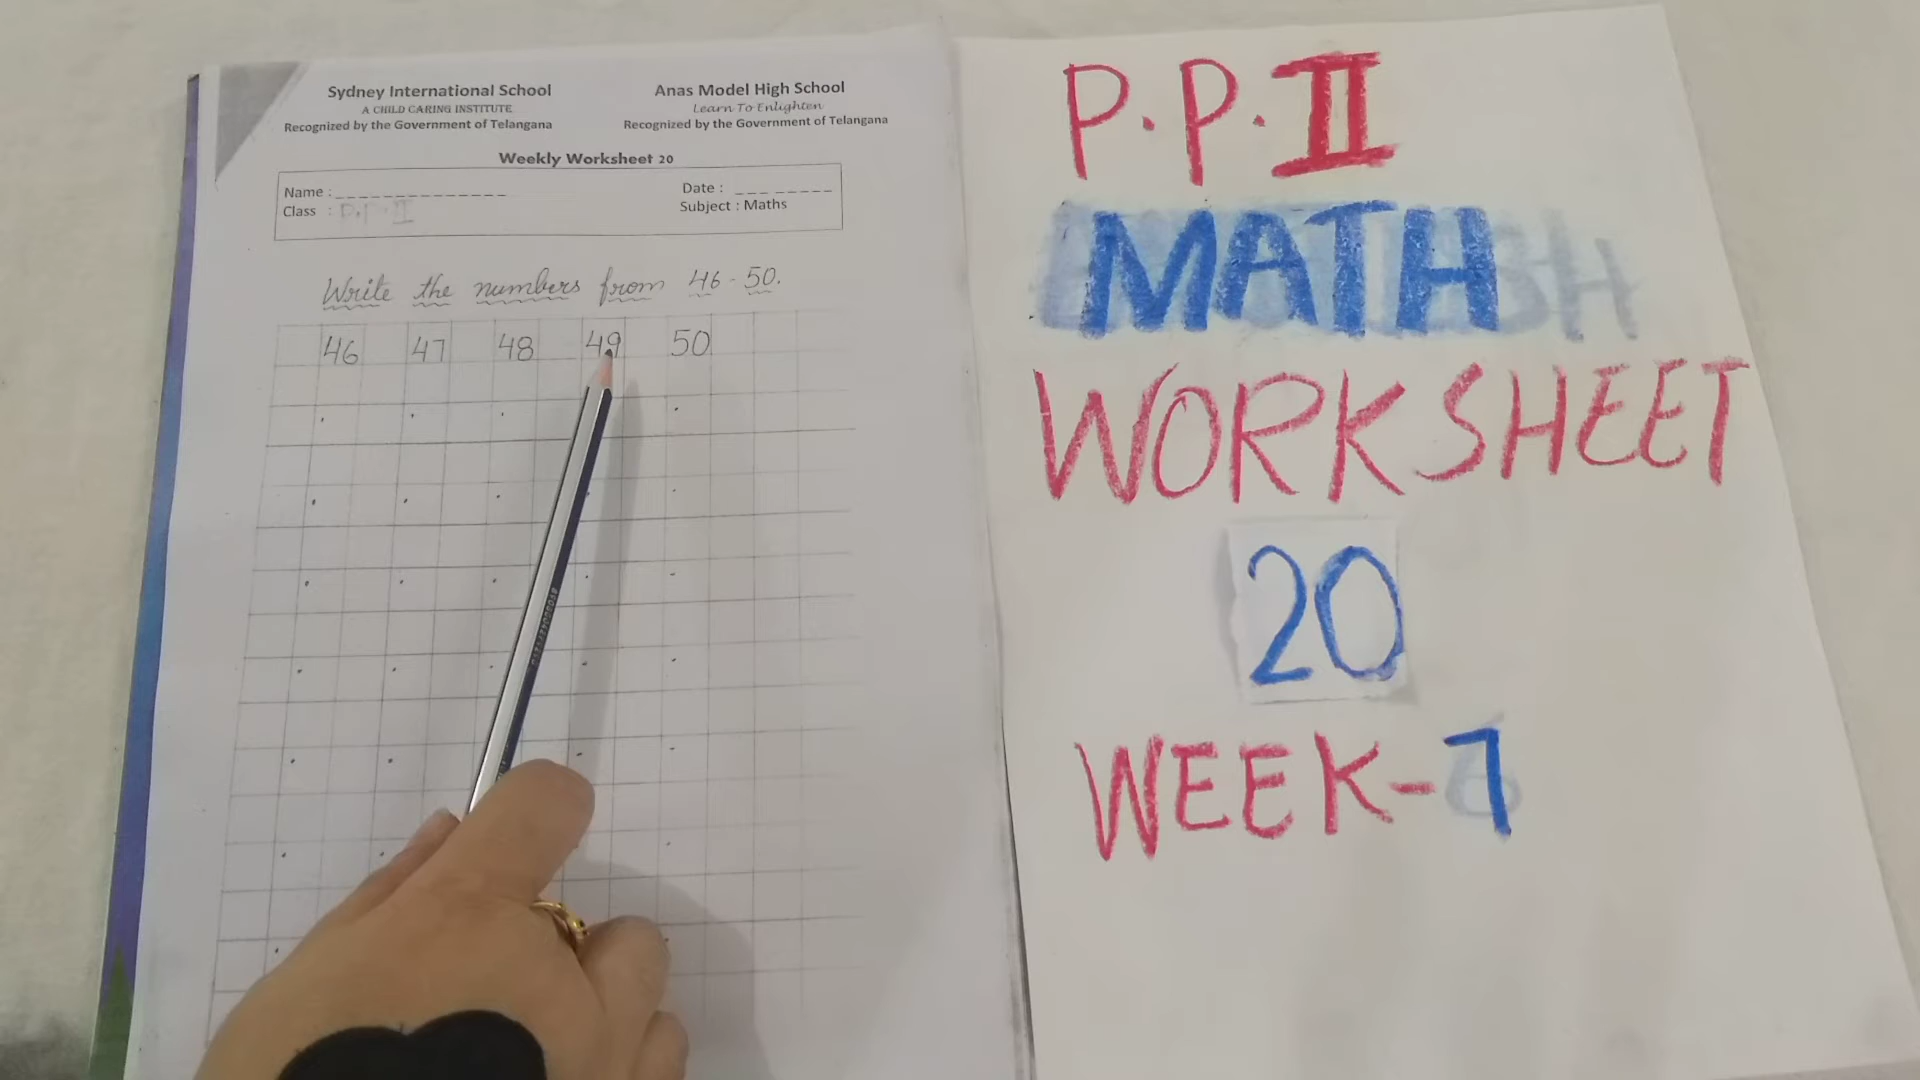 Sydney International School
A CHILD CARING INSTITUTE
Recognized by the Government of Telangana
Anas Model High School
Learn To Enlighten
Recognized by the Government of Telangana
Weekly Worksheet 20
Name :
Date :
Class : P.P.II
Subject : Maths
Write the numbers from 46 - 50.
46 47 48 49 50
P.P.II
MATH
WORKSHEET
20
WEEK-7